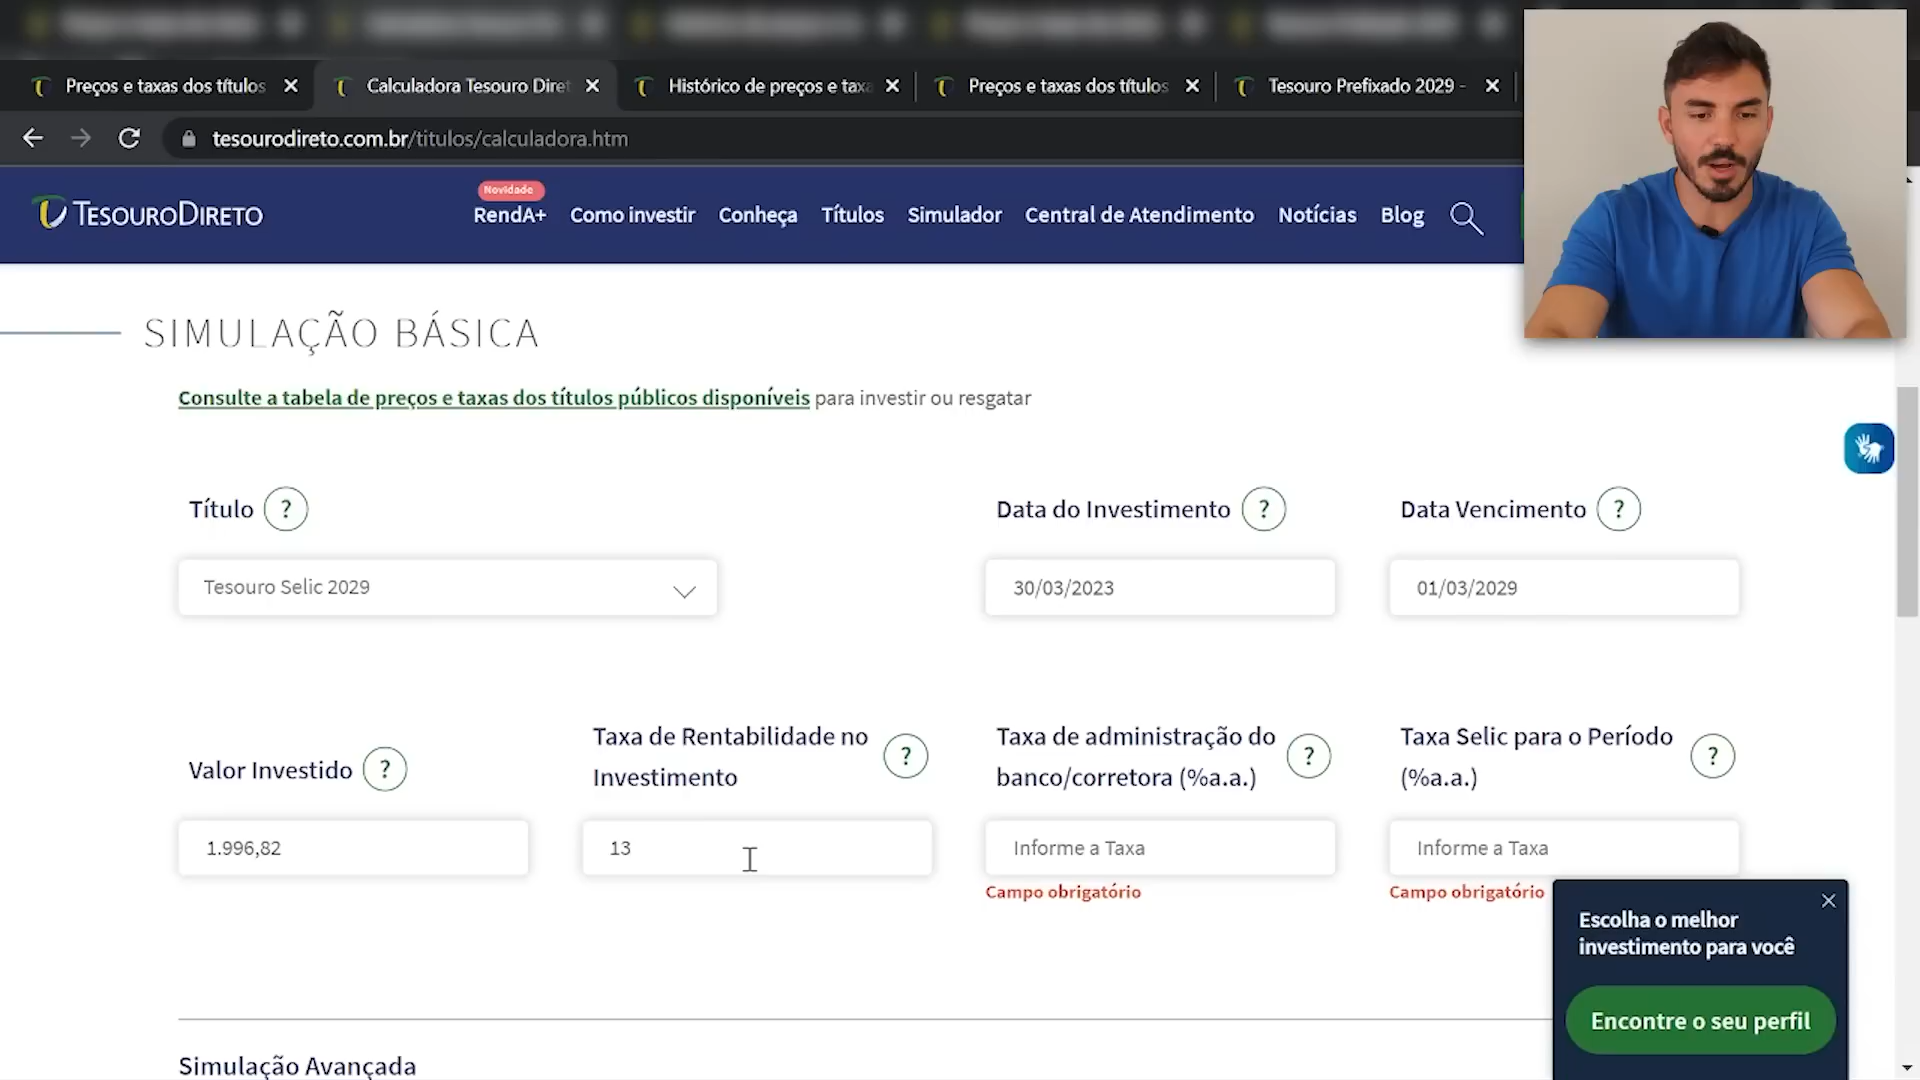 Preços e taxas dos títulos
Calculadora Tesouro Diret
Histórico de preços e taxa
Preços e taxas dos títulos
Tesouro Prefixado 2029 -
tesourodireto.com.br/titulos/calculadora.htm
TESOURODIRETO
Novidade
RendA+
Como investir
Conheça
Títulos
Simulador
Central de Atendimento
Notícias
Blog
SIMULAÇÃO BÁSICA
Consulte a tabela de preços e taxas dos títulos públicos disponíveis para investir ou resgatar
Título ?
Data do Investimento ?
Data Vencimento ?
Tesouro Selic 2029
30/03/2023
01/03/2029
Valor Investido ?
Taxa de Rentabilidade no
Investimento
?
Taxa de administração do
banco/corretora (%a.a.)
?
Taxa Selic para o Período
(%a.a.)
?
1.996,82
13
Informe a Taxa
Informe a Taxa
Campo obrigatório
Campo obrigatório
Escolha o melhor
investimento para você
Encontre o seu perfil
Simulação Avançada